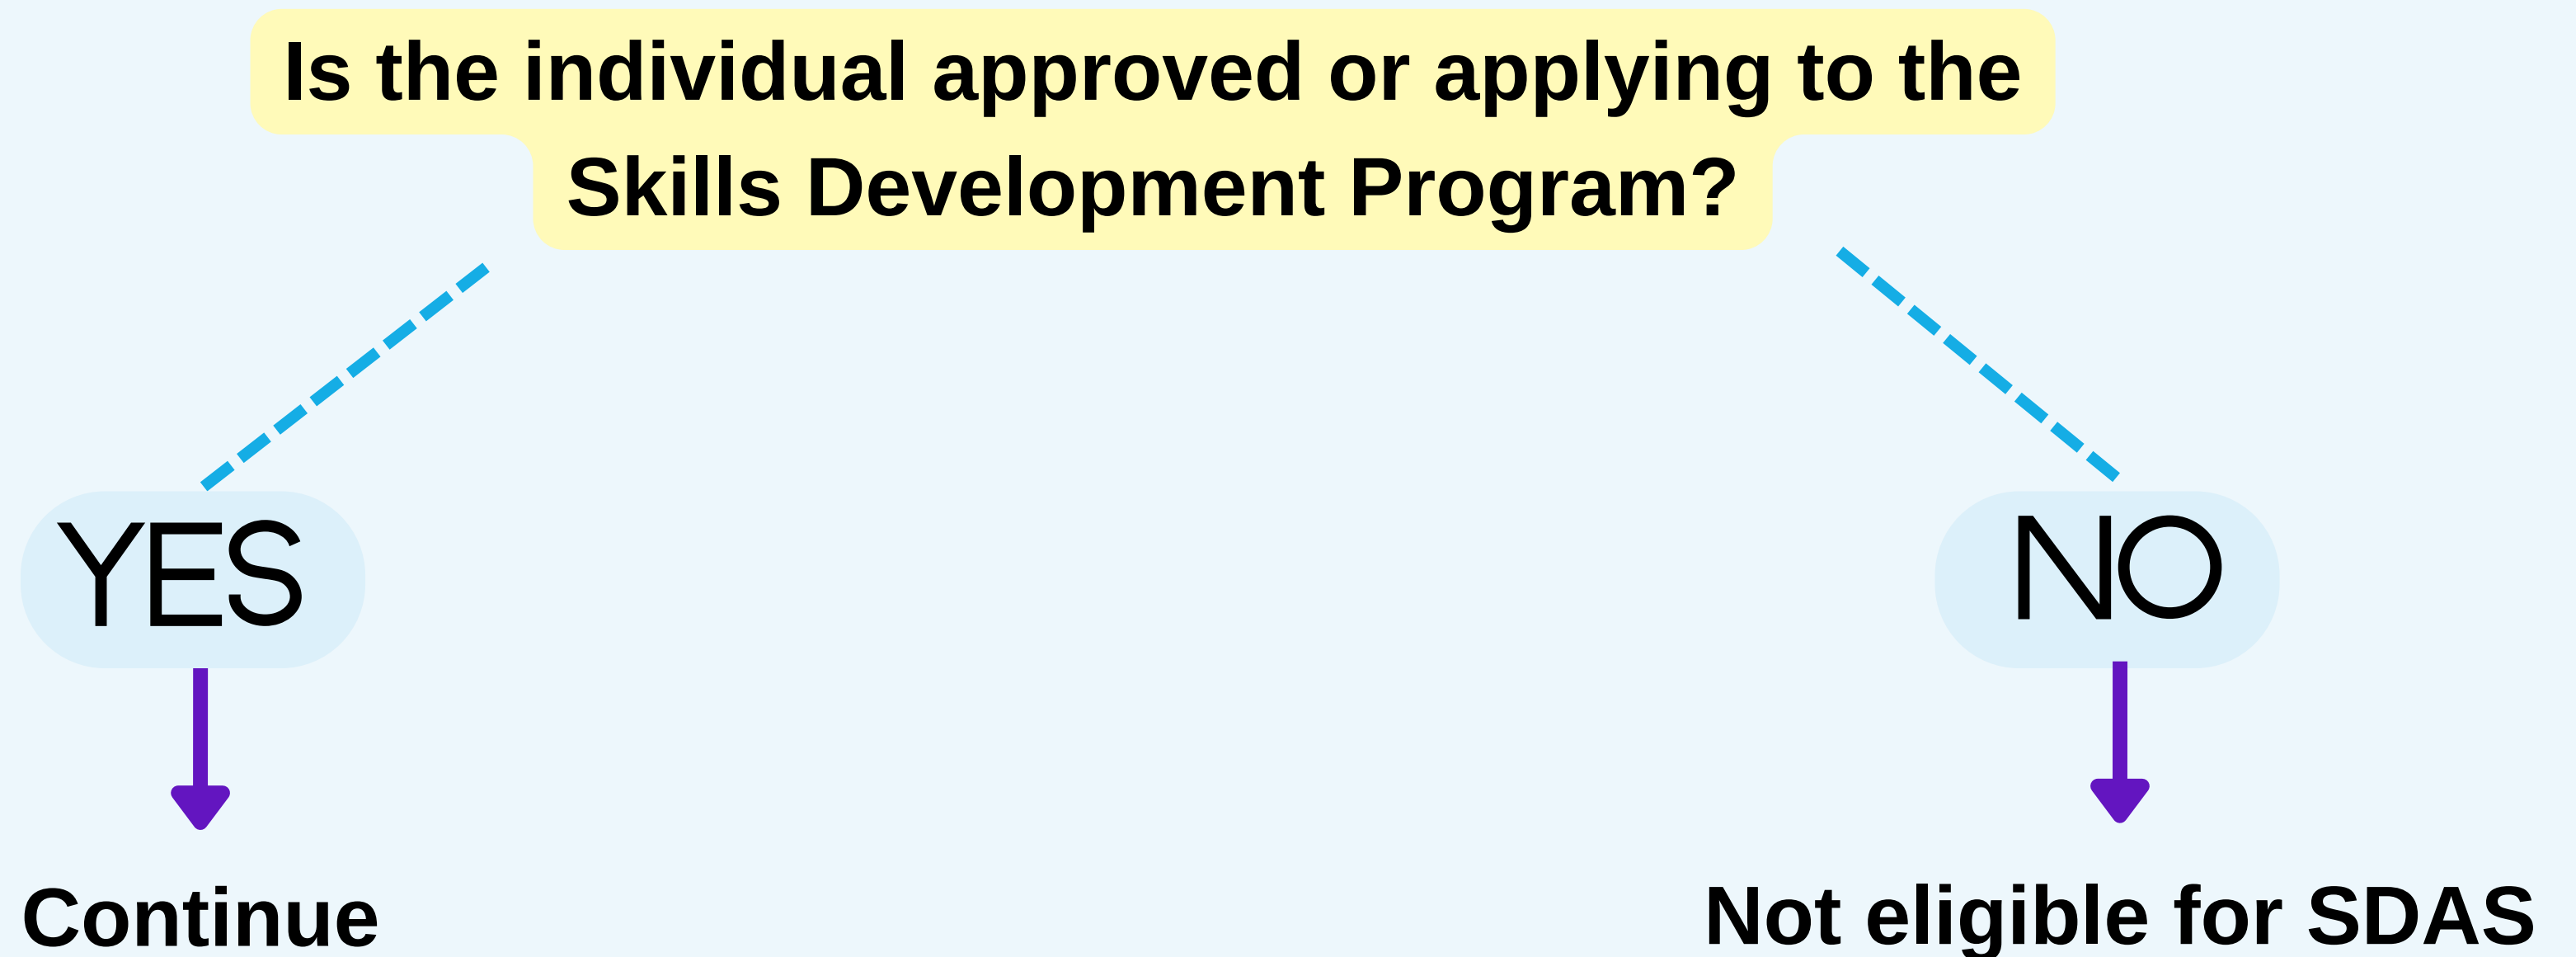 Is the individual approved or applying to the
Skills Development Program?
YES
NO
Continue
Not eligible for SDAS